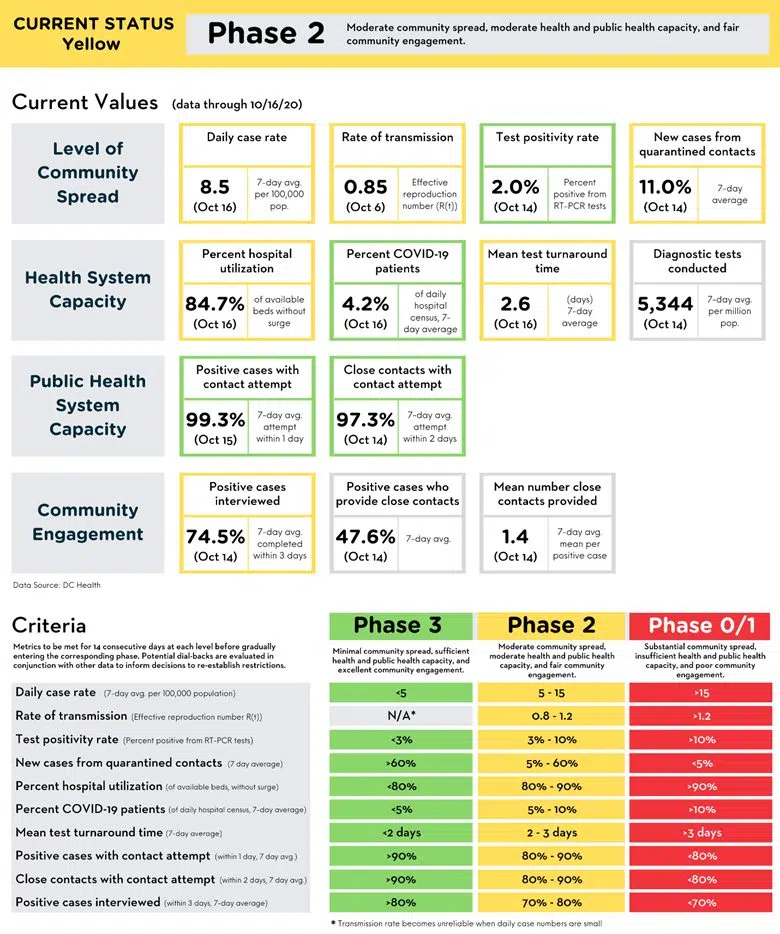 CURRENT STATUS
Yellow
Phase 2
Moderate community spread, moderate health and public health capacity, and fair
community engagement.
Current Values (data through 10/16/20)
Level of
Community
Spread
Daily case rate
8.5
(Oct 16)
7-day avg.
per 100,000
pop.
Rate of transmission
0.85
(Oct 6)
Effective
reproduction
number (R(t))
Test positivity rate
2.0%
(Oct 14)
Percent
positive from
RT-PCR tests
New cases from
quarantined contacts
11.0%
(Oct 14)
7-day
average
Health System
Capacity
Percent hospital
utilization
84.7%
(Oct 16)
of available
beds without
surge
Percent COVID-19
patients
4.2%
(Oct 16)
of daily
hospital
census, 7-
day average
Mean test turnaround
time
2.6
(Oct 16)
(days)
7-day
average
Diagnostic tests
conducted
5,344
(Oct 14)
7-day avg.
per million
pop.
Public Health
System
Capacity
Positive cases with
contact attempt
99.3%
(Oct 15)
7-day avg.
attempt
within 1 day
Close contacts with
contact attempt
97.3%
(Oct 14)
7-day avg.
attempt
within 2 days
Community
Engagement
Positive cases
interviewed
74.5%
(Oct 14)
7-day avg.
completed
within 3 days
Positive cases who
provide close contacts
47.6%
(Oct 14)
7-day avg.
Mean number close
contacts provided
1.4
(Oct 14)
7-day avg.
mean per
positive case
Data Source: DC Health
Criteria
Metrics to be met for 14 consecutive days at each level before gradually
entering the corresponding phase. Potential dial-backs are evaluated in
conjunction with other data to inform decisions to re-establish restrictions.
Phase 3
Minimal community spread, sufficient
health and public health capacity, and
excellent community engagement.
Phase 2
Moderate community spread,
moderate health and public health
capacity, and fair community
engagement.
Phase 0/1
Substantial community spread,
insufficient health and public health
capacity, and poor community
engagement.
Daily case rate (7-day avg. per 100,000 population) <5 5 - 15 >15
Rate of transmission (Effective reproduction number R(t)) N/A* 0.8 - 1.2 >1.2
Test positivity rate (Percent positive from RT-PCR tests) <3% 3% - 10% >10%
New cases from quarantined contacts (7 day average) >60% 5% - 60% <5%
Percent hospital utilization (of available beds, without surge) <80% 80% - 90% >90%
Percent COVID-19 patients (of daily hospital census, 7-day average) <5% 5% - 10% >10%
Mean test turnaround time (7-day average) <2 days 2 - 3 days >3 days
Positive cases with contact attempt (within 1 day, 7 day avg.) >90% 80% - 90% <80%
Close contacts with contact attempt (within 2 days, 7 day avg.) >90% 80% - 90% <80%
Positive cases interviewed (within 3 days, 7-day average) >80% 70% - 80% <70%
* Transmission rate becomes unreliable when daily case numbers are small